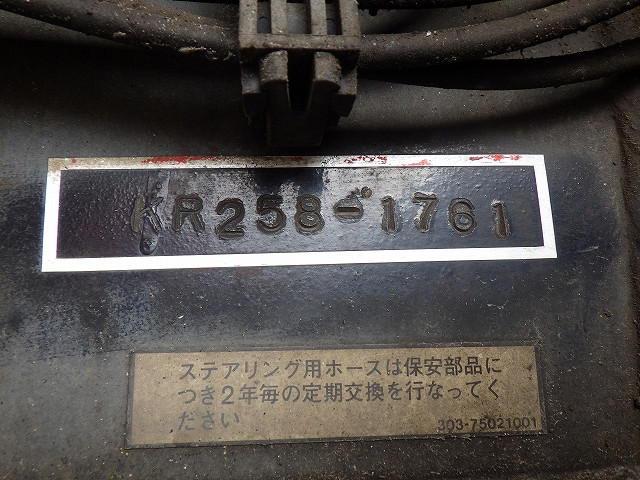 KR258-1761
ステアリング用ホースは保安部品に
つき2年毎の定期交換を行なってく
ださい
303-75021001